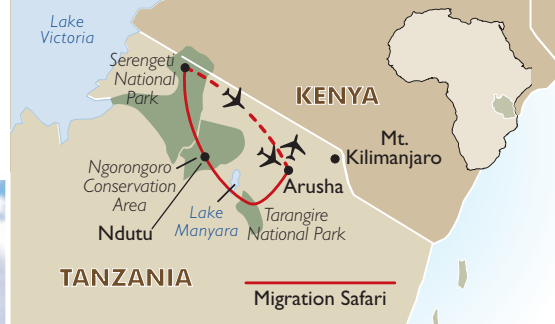 Lake
Victoria
Serengeti
National
Park
KENYA
Mt.
Kilimanjaro
Ngorongoro
Conservation
Area
Arusha
Lake
Manyara
Tarangire
National Park
Ndutu
TANZANIA
Migration Safari